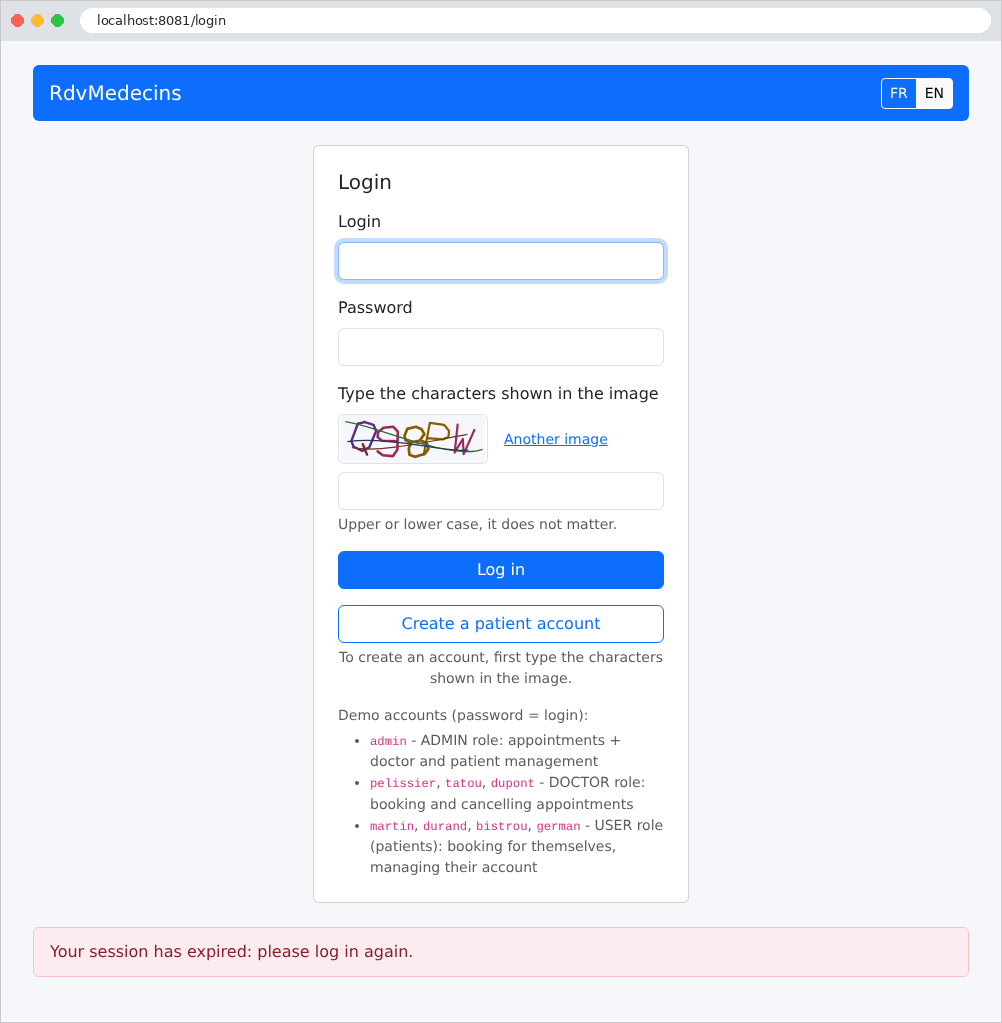 localhost:8081/login
RdvMedecins
FR EN
Login
Login
Password
Type the characters shown in the image
Another image
Upper or lower case, it does not matter.
Log in
Create a patient account
To create an account, first type the characters
shown in the image.
Demo accounts (password = login):
admin - ADMIN role: appointments +
doctor and patient management
pelissier, tatou, dupont - DOCTOR role:
booking and cancelling appointments
martin, durand, bistrou, german - USER role
(patients): booking for themselves,
managing their account
Your session has expired: please log in again.